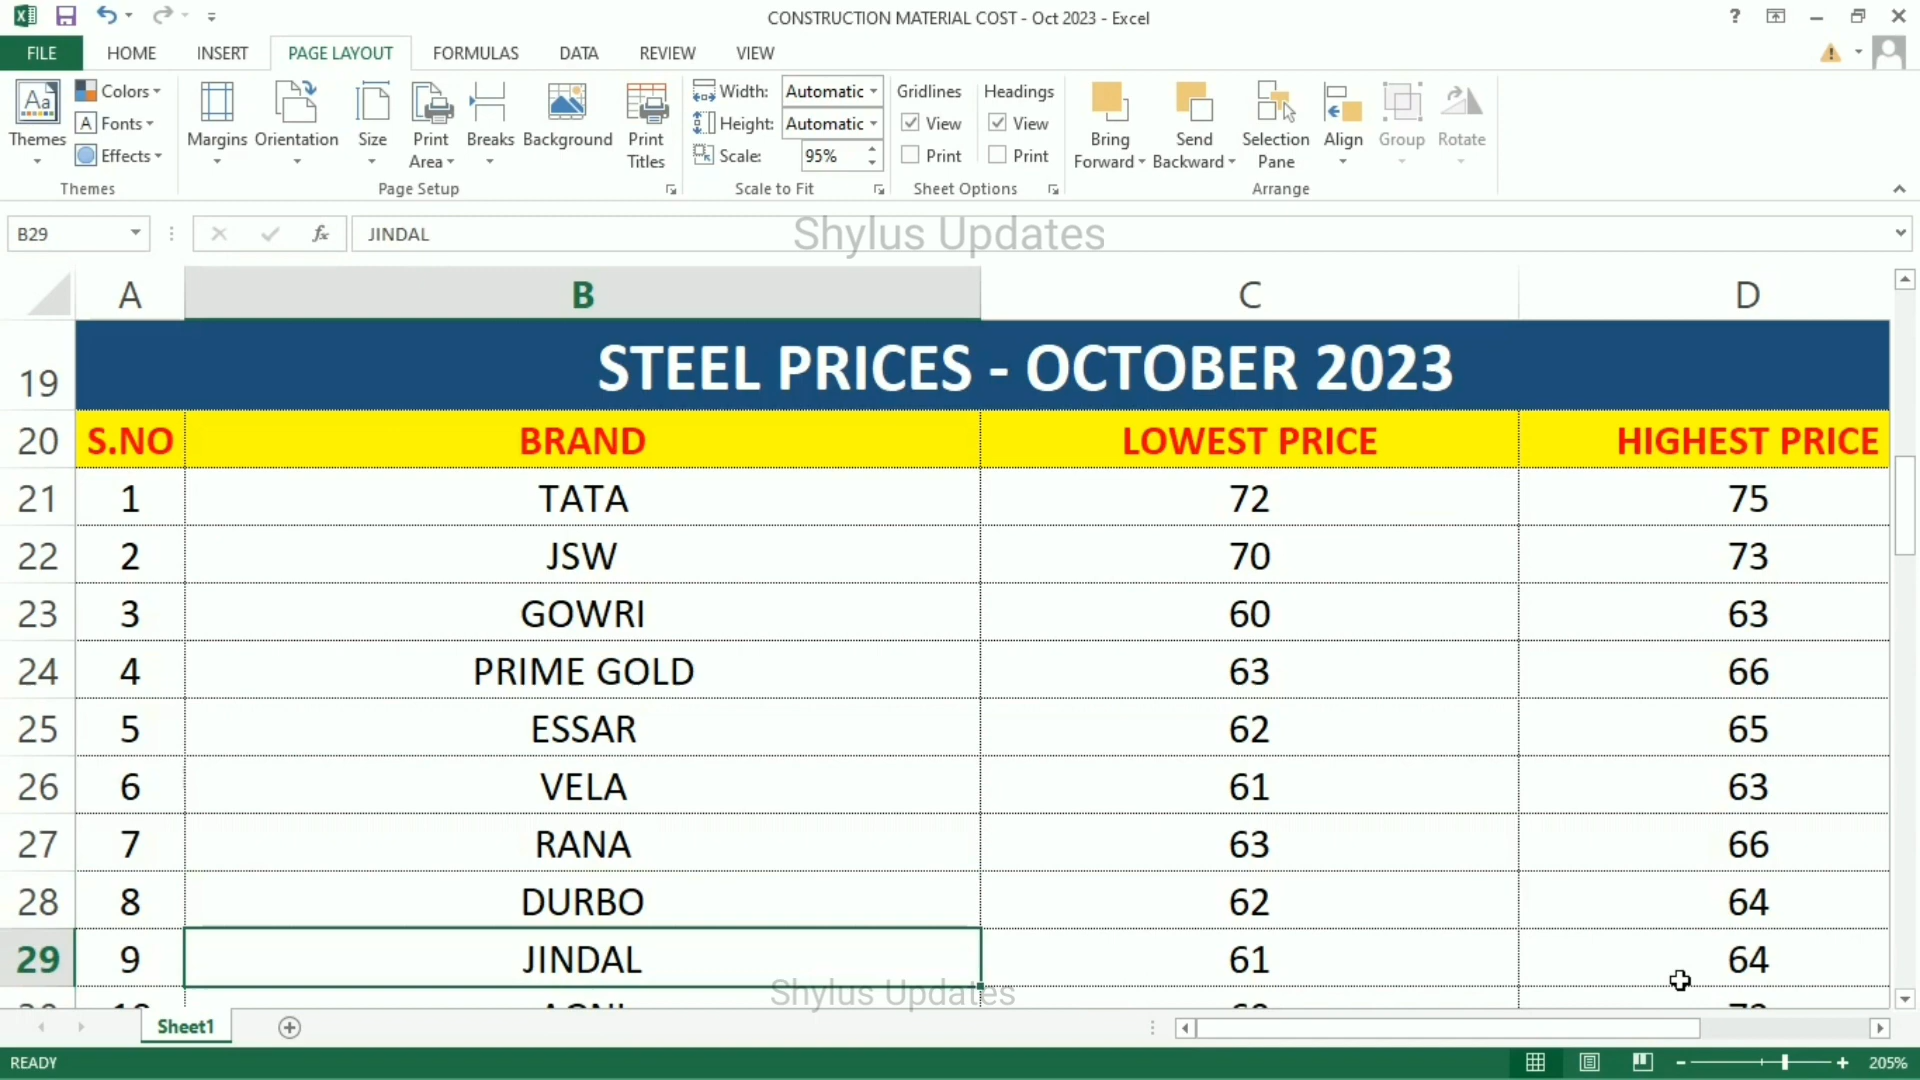 CONSTRUCTION MATERIAL COST - Oct 2023 - Excel
?
FILE HOME INSERT PAGE LAYOUT FORMULAS DATA REVIEW VIEW
Aa Themes Colors A Fonts Effects Themes
Margins Orientation Size Print Area Breaks Background Print Titles Page Setup
Width: Automatic
Height: Automatic
Scale: 95%
Scale to Fit
Gridlines Headings
View View
Print Print
Sheet Options
Bring Forward Send Backward Selection Pane Align Group Rotate
Arrange
B29 fx JINDAL
Shylus Updates
A B C D
19 STEEL PRICES - OCTOBER 2023
20 S.NO BRAND LOWEST PRICE HIGHEST PRICE
21 1 TATA 72 75
22 2 JSW 70 73
23 3 GOWRI 60 63
24 4 PRIME GOLD 63 66
25 5 ESSAR 62 65
26 6 VELA 61 63
27 7 RANA 63 66
28 8 DURBO 62 64
29 9 JINDAL 61 64
Shylus Updates
Sheet1
READY 205%